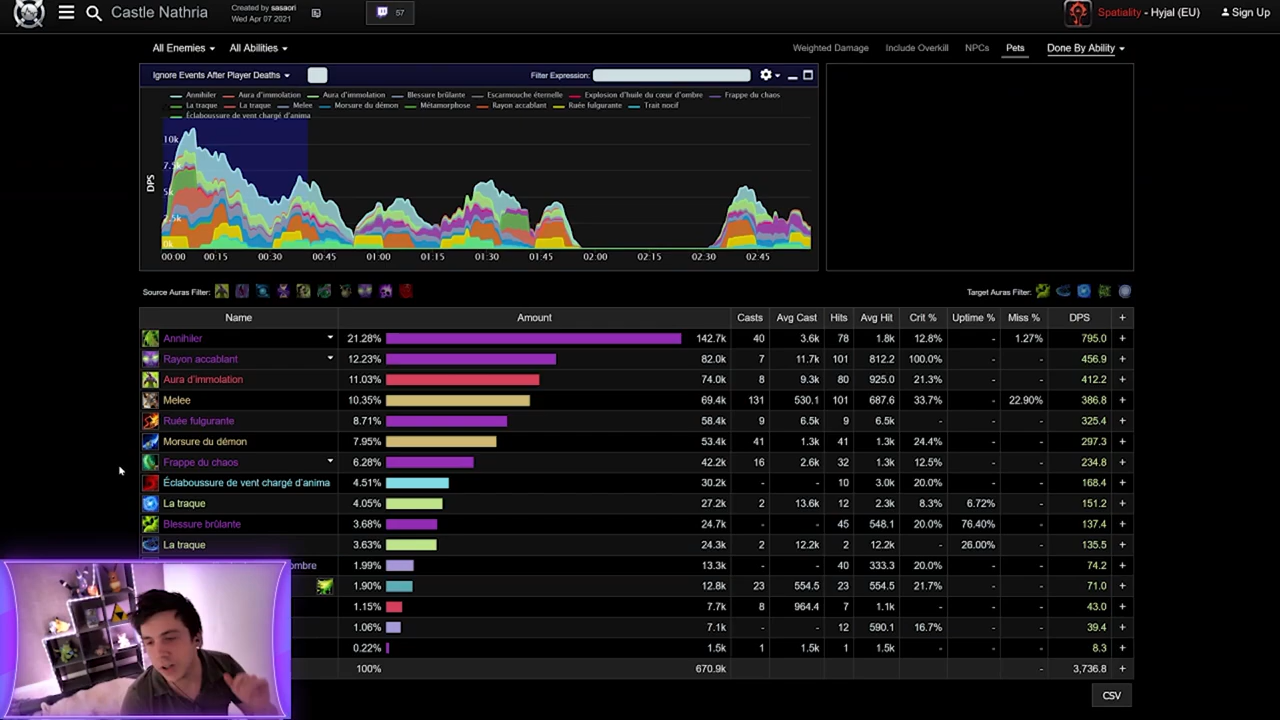 Castle Nathria
Created by sasaori
Wed Apr 07 2021
57
Spatiality - Hyjal (EU)
Sign Up
All Enemies
All Abilities
Weighted Damage
Include Overkill
NPCs
Pets
Done By Ability
Ignore Events After Player Deaths
Filter Expression:
Annihiler
Aura d'immolation
Aura d'immolation
Blessure brûlante
Escarmouche éternelle
Explosion d'huile du cœur d'ombre
Frappe du chaos
La traque
La traque
Melee
Morsure du démon
Métamorphose
Rayon accablant
Ruée fulgurante
Trait nocif
Éclaboussure de vent chargé d'anima
DPS
10k
7.5k
5k
2.5k
0k
00:00 00:15 00:30 00:45 01:00 01:15 01:30 01:45 02:00 02:15 02:30 02:45
Source Auras Filter:
Target Auras Filter:
Name Amount Casts Avg Cast Hits Avg Hit Crit % Uptime % Miss % DPS +
Annihiler 21.28% 142.7k 40 3.6k 78 1.8k 12.8% - 1.27% 795.0 +
Rayon accablant 12.23% 82.0k 7 11.7k 101 812.2 100.0% - - 456.9 +
Aura d'immolation 11.03% 74.0k 8 9.3k 80 925.0 21.3% - - 412.2 +
Melee 10.35% 69.4k 131 530.1 101 687.6 33.7% - 22.90% 386.8 +
Ruée fulgurante 8.71% 58.4k 9 6.5k 9 6.5k - - - 325.4 +
Morsure du démon 7.95% 53.4k 41 1.3k 41 1.3k 24.4% - - 297.3 +
Frappe du chaos 6.28% 42.2k 16 2.6k 32 1.3k 12.5% - - 234.8 +
Éclaboussure de vent chargé d'anima 4.51% 30.2k - - 10 3.0k 20.0% - - 168.4 +
La traque 4.05% 27.2k 2 13.6k 12 2.3k 8.3% 6.72% - 151.2 +
Blessure brûlante 3.68% 24.7k - - 45 548.1 20.0% 76.40% - 137.4 +
La traque 3.63% 24.3k 2 12.2k 2 12.2k - 26.00% - 135.5 +
ombre 1.99% 13.3k - - 40 333.3 20.0% - - 74.2 +
1.90% 12.8k 23 554.5 23 554.5 21.7% - - 71.0 +
1.15% 7.7k 8 964.4 7 1.1k - - - 43.0 +
1.06% 7.1k - - 12 590.1 16.7% - - 39.4 +
0.22% 1.5k 1 1.5k 1 1.5k - - - 8.3 +
100% 670.9k - 3,736.8 +
CSV